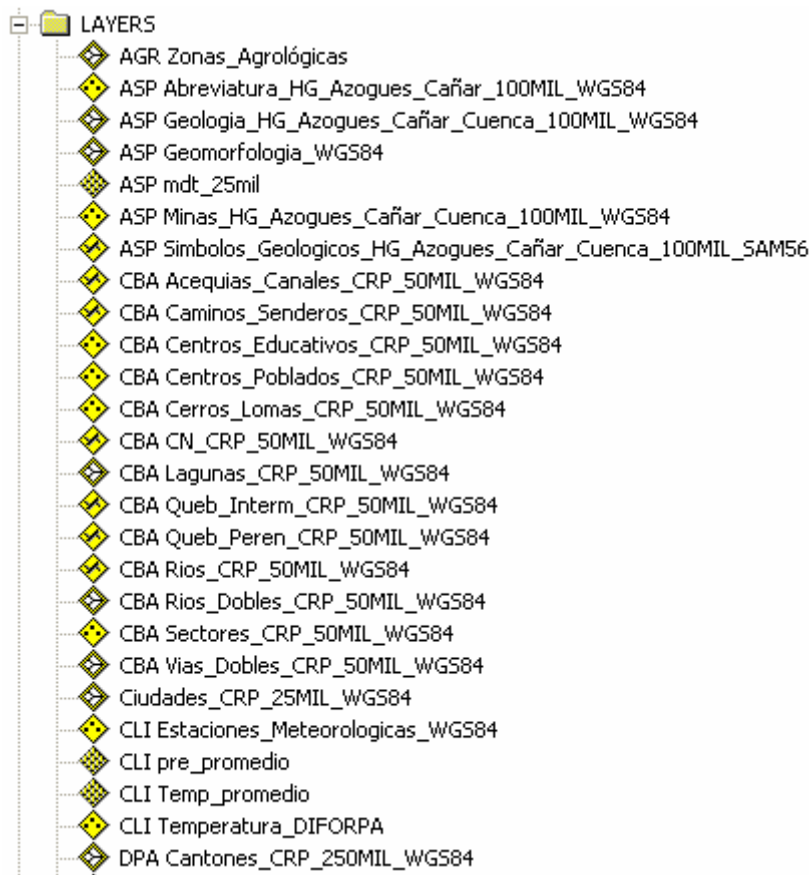 LAYERS
AGR Zonas_Agrológicas
ASP Abreviatura_HG_Azogues_Cañar_100MIL_WGS84
ASP Geologia_HG_Azogues_Cañar_Cuenca_100MIL_WGS84
ASP Geomorfologia_WGS84
ASP mdt_25mil
ASP Minas_HG_Azogues_Cañar_Cuenca_100MIL_WGS84
ASP Simbolos_Geologicos_HG_Azogues_Cañar_Cuenca_100MIL_SAM56
CBA Acequias_Canales_CRP_50MIL_WGS84
CBA Caminos_Senderos_CRP_50MIL_WGS84
CBA Centros_Educativos_CRP_50MIL_WGS84
CBA Centros_Poblados_CRP_50MIL_WGS84
CBA Cerros_Lomas_CRP_50MIL_WGS84
CBA CN_CRP_50MIL_WGS84
CBA Lagunas_CRP_50MIL_WGS84
CBA Queb_Interm_CRP_50MIL_WGS84
CBA Queb_Peren_CRP_50MIL_WGS84
CBA Rios_CRP_50MIL_WGS84
CBA Rios_Dobles_CRP_50MIL_WGS84
CBA Sectores_CRP_50MIL_WGS84
CBA Vias_Dobles_CRP_50MIL_WGS84
Ciudades_CRP_25MIL_WGS84
CLI Estaciones_Meteorologicas_WGS84
CLI pre_promedio
CLI Temp_promedio
CLI Temperatura_DIFORPA
DPA Cantones_CRP_250MIL_WGS84